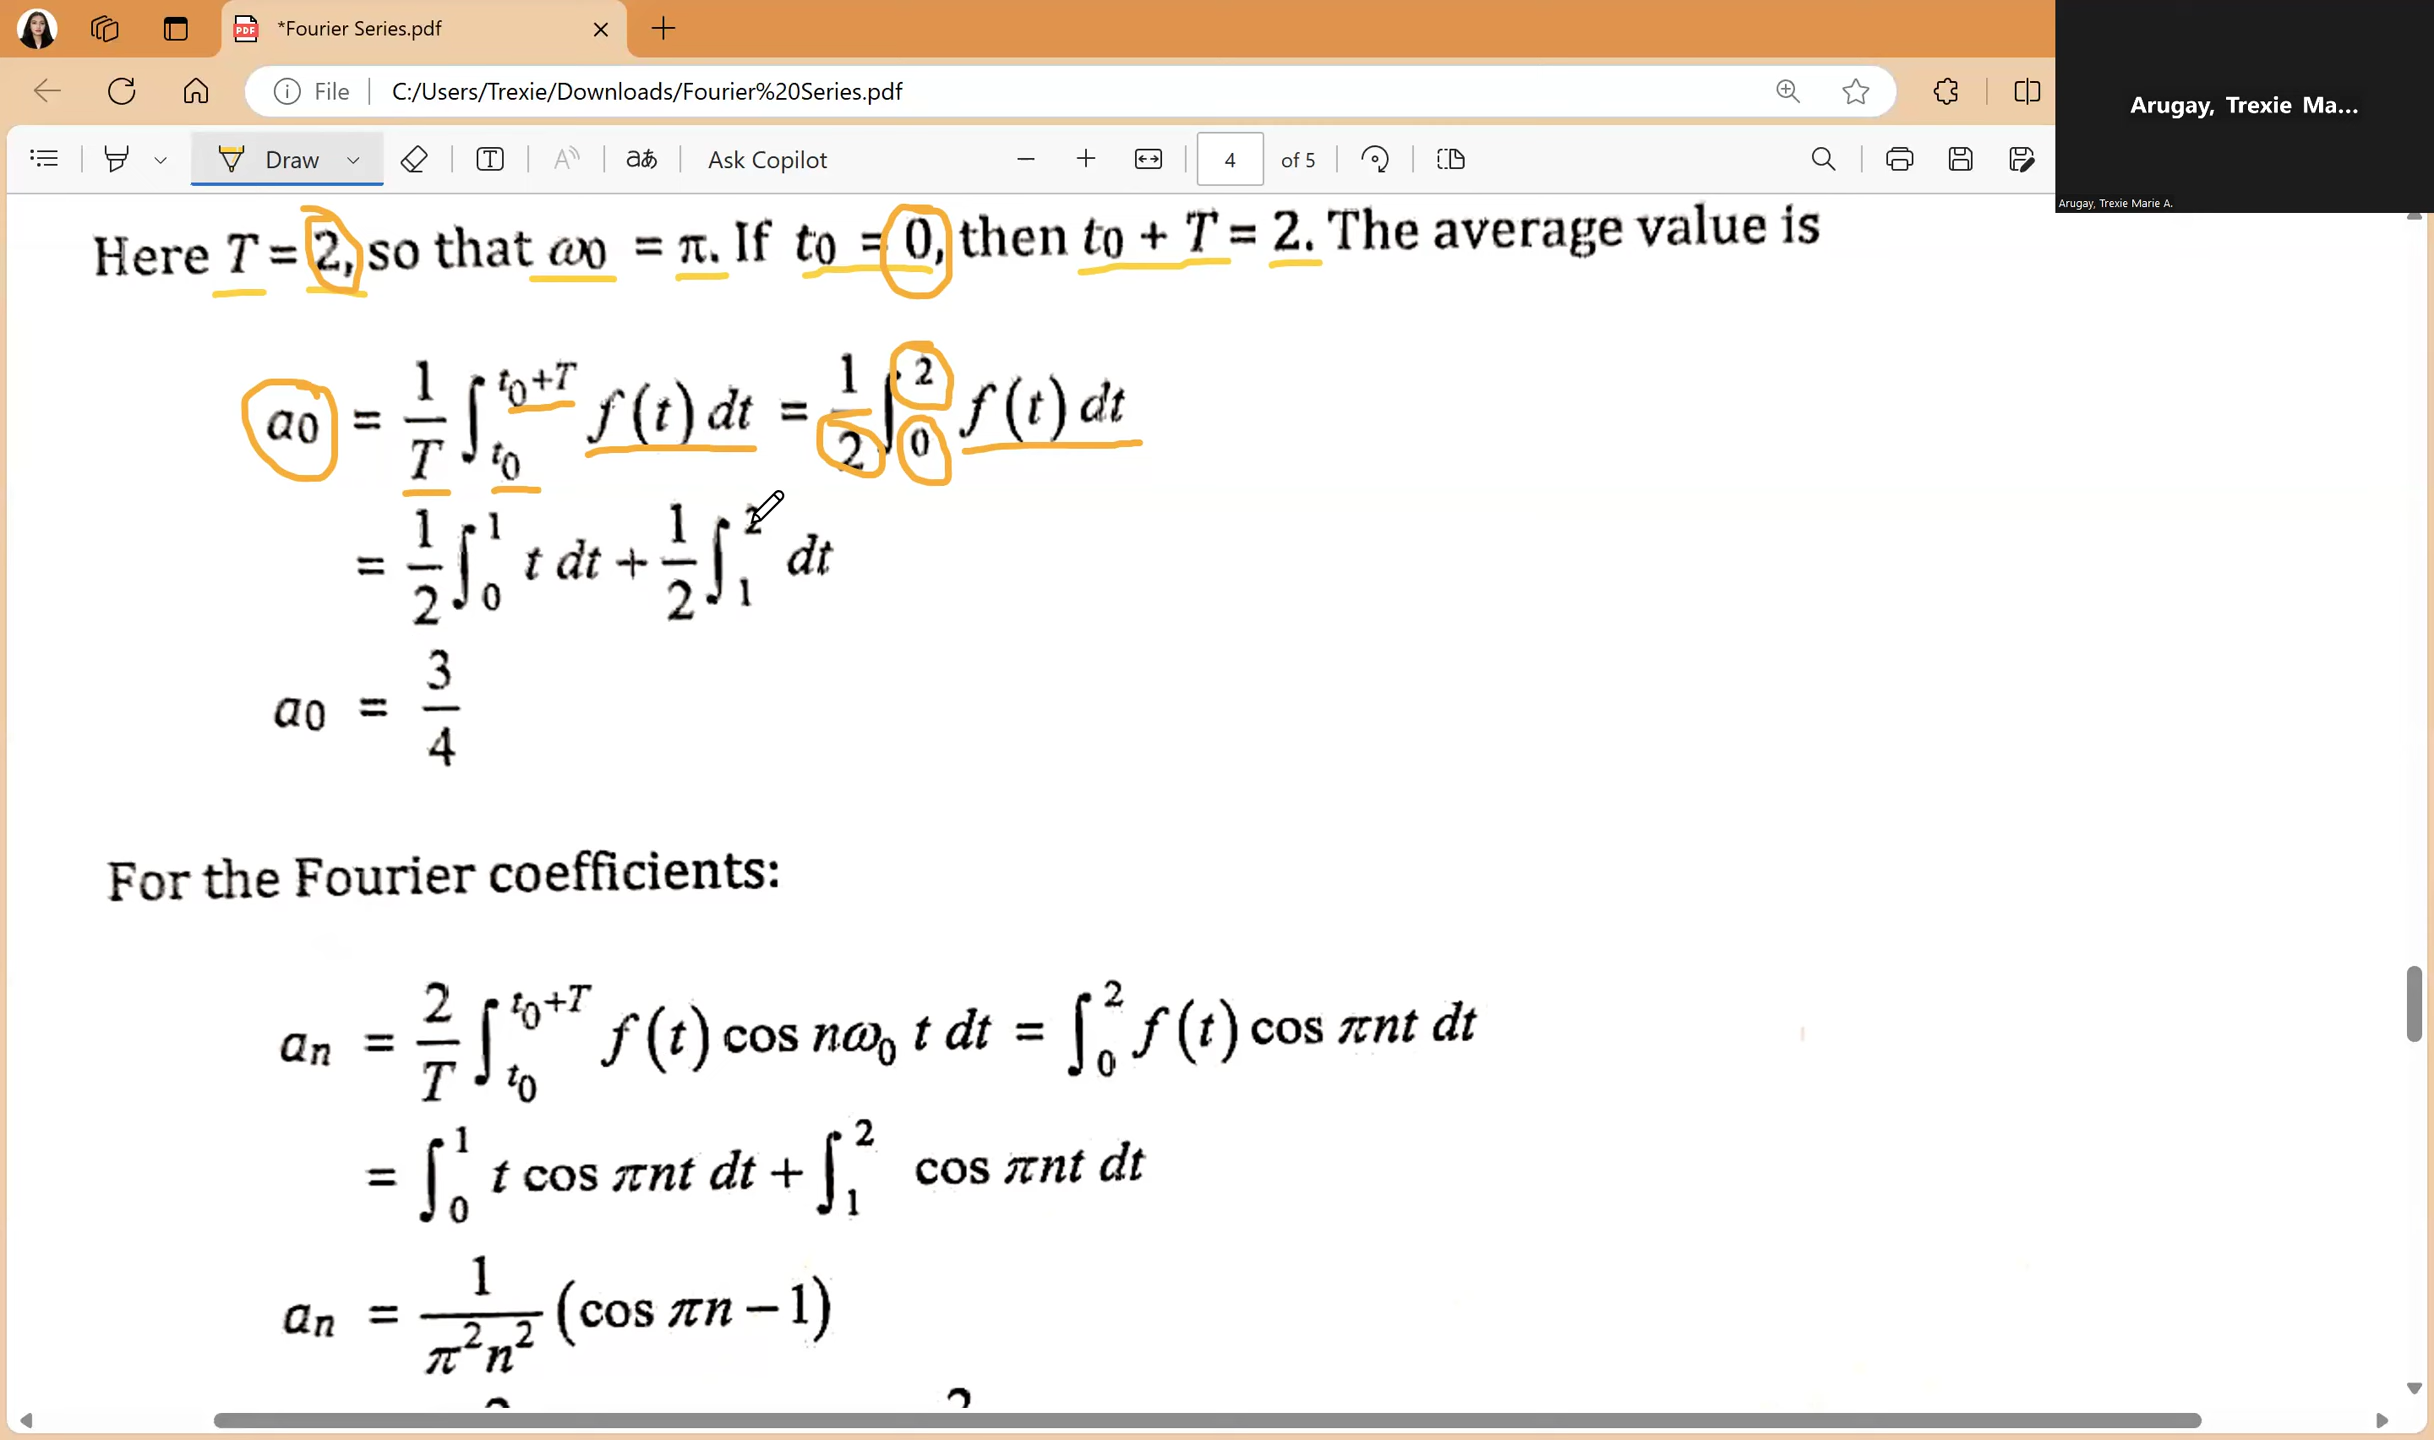 *Fourier Series.pdf
File C:/Users/Trexie/Downloads/Fourier%20Series.pdf
Arugay, Trexie Ma...
Draw Ask Copilot 4 of 5
Arugay, Trexie Marie A.
Here T = 2, so that ω0 = π. If t0 = 0, then t0 + T = 2. The average value is
a0 = 1/T ∫_{t0}^{t0+T} f(t) dt = 1/2 ∫_0^2 f(t) dt
= 1/2 ∫_0^1 t dt + 1/2 ∫_1^2 dt
a0 = 3/4
For the Fourier coefficients:
an = 2/T ∫_{t0}^{t0+T} f(t) cos nω0 t dt = ∫_0^2 f(t) cos πnt dt
= ∫_0^1 t cos πnt dt + ∫_1^2 cos πnt dt
an = 1/(π²n²) (cos πn − 1)